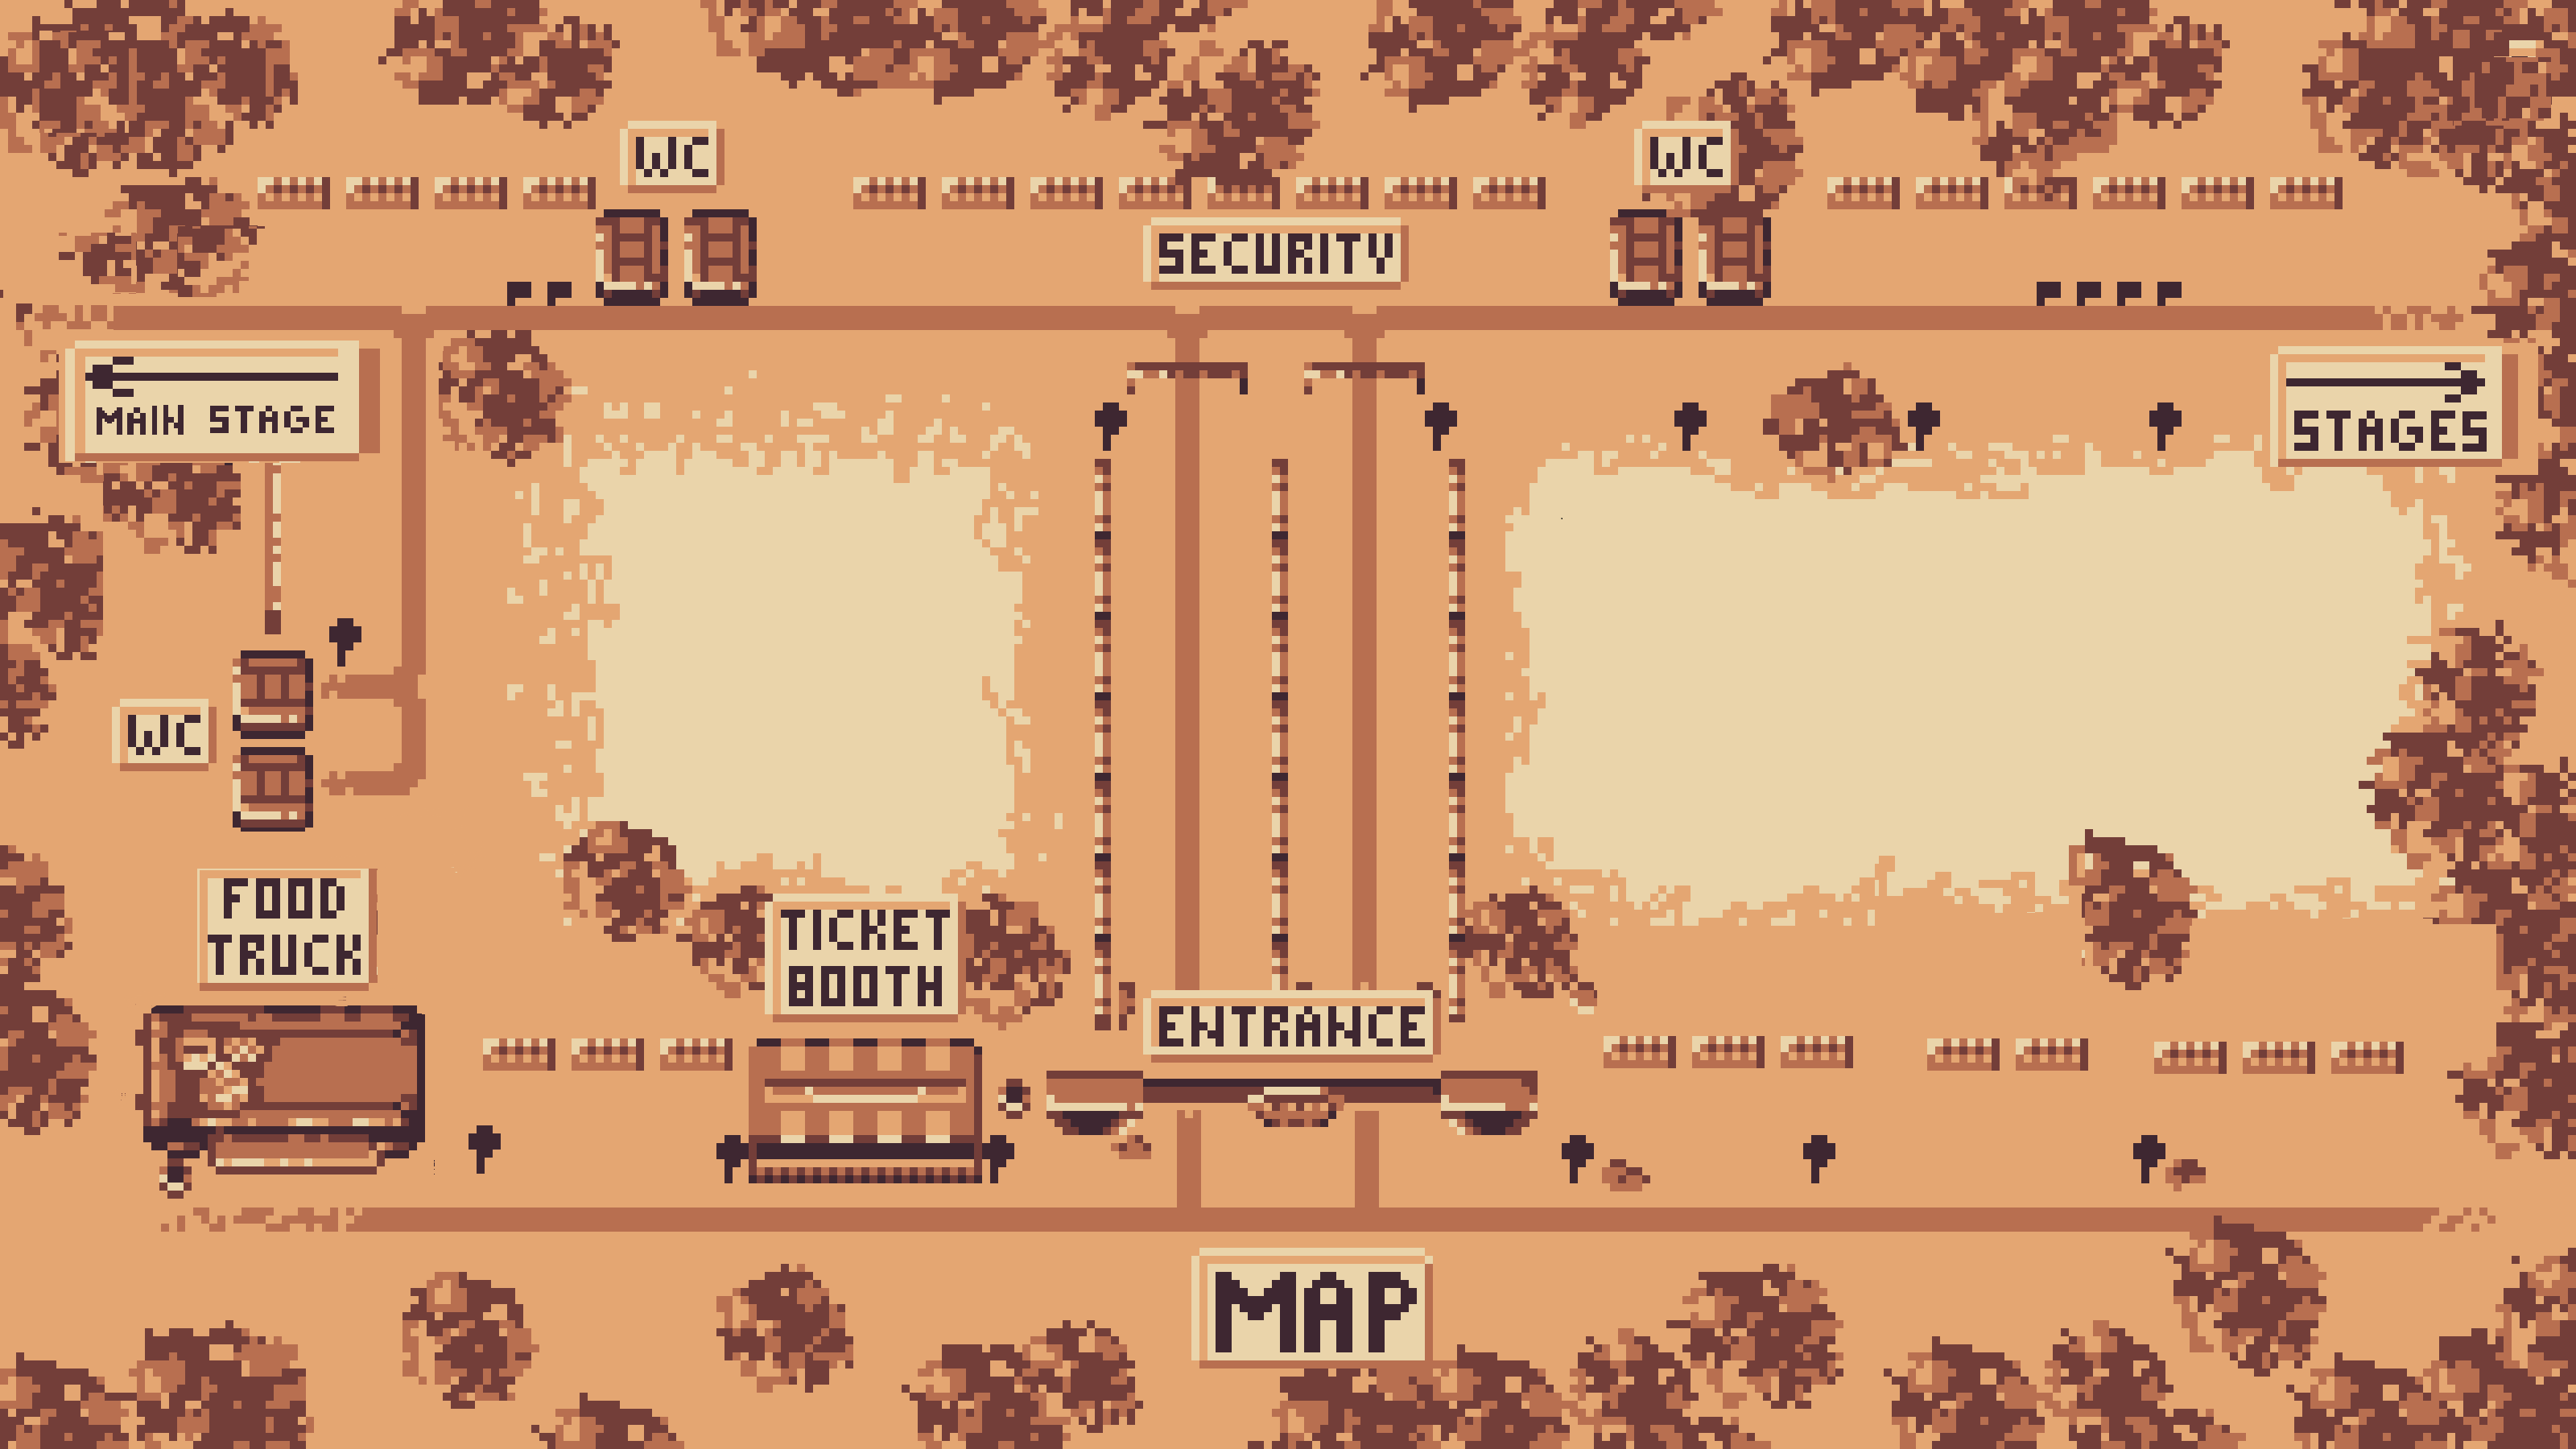 WC
WC
SECURITY
MAIN STAGE
STAGES
WC
FOOD
TRUCK
TICKET
BOOTH
ENTRANCE
MAP